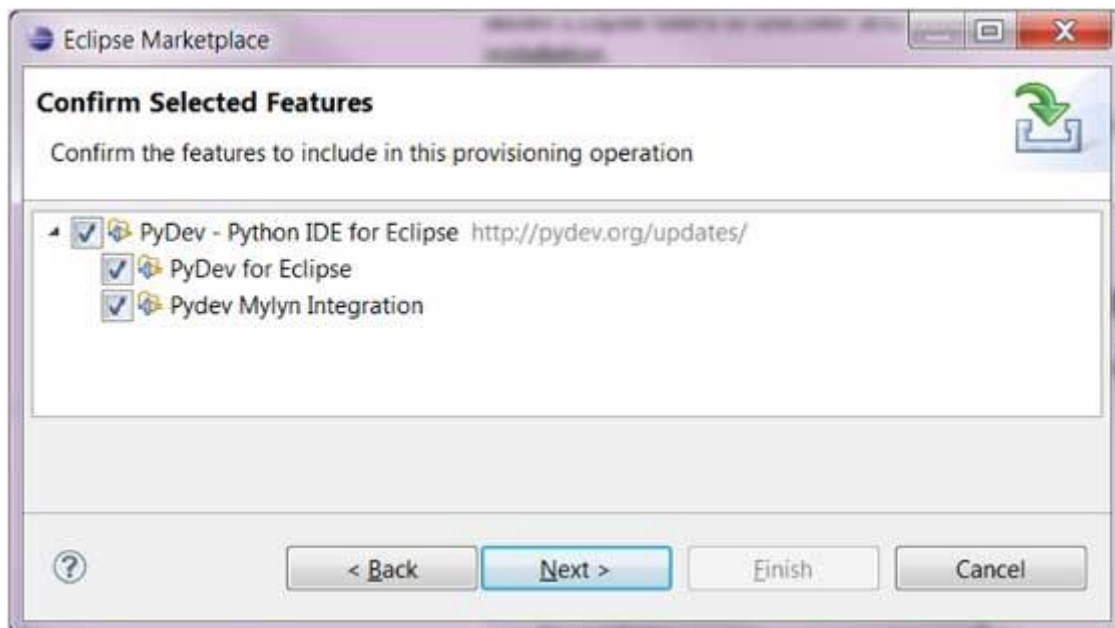 Eclipse Marketplace
Confirm Selected Features
Confirm the features to include in this provisioning operation
PyDev - Python IDE for Eclipse http://pydev.org/updates/
PyDev for Eclipse
Pydev Mylyn Integration
< Back Next > Finish Cancel